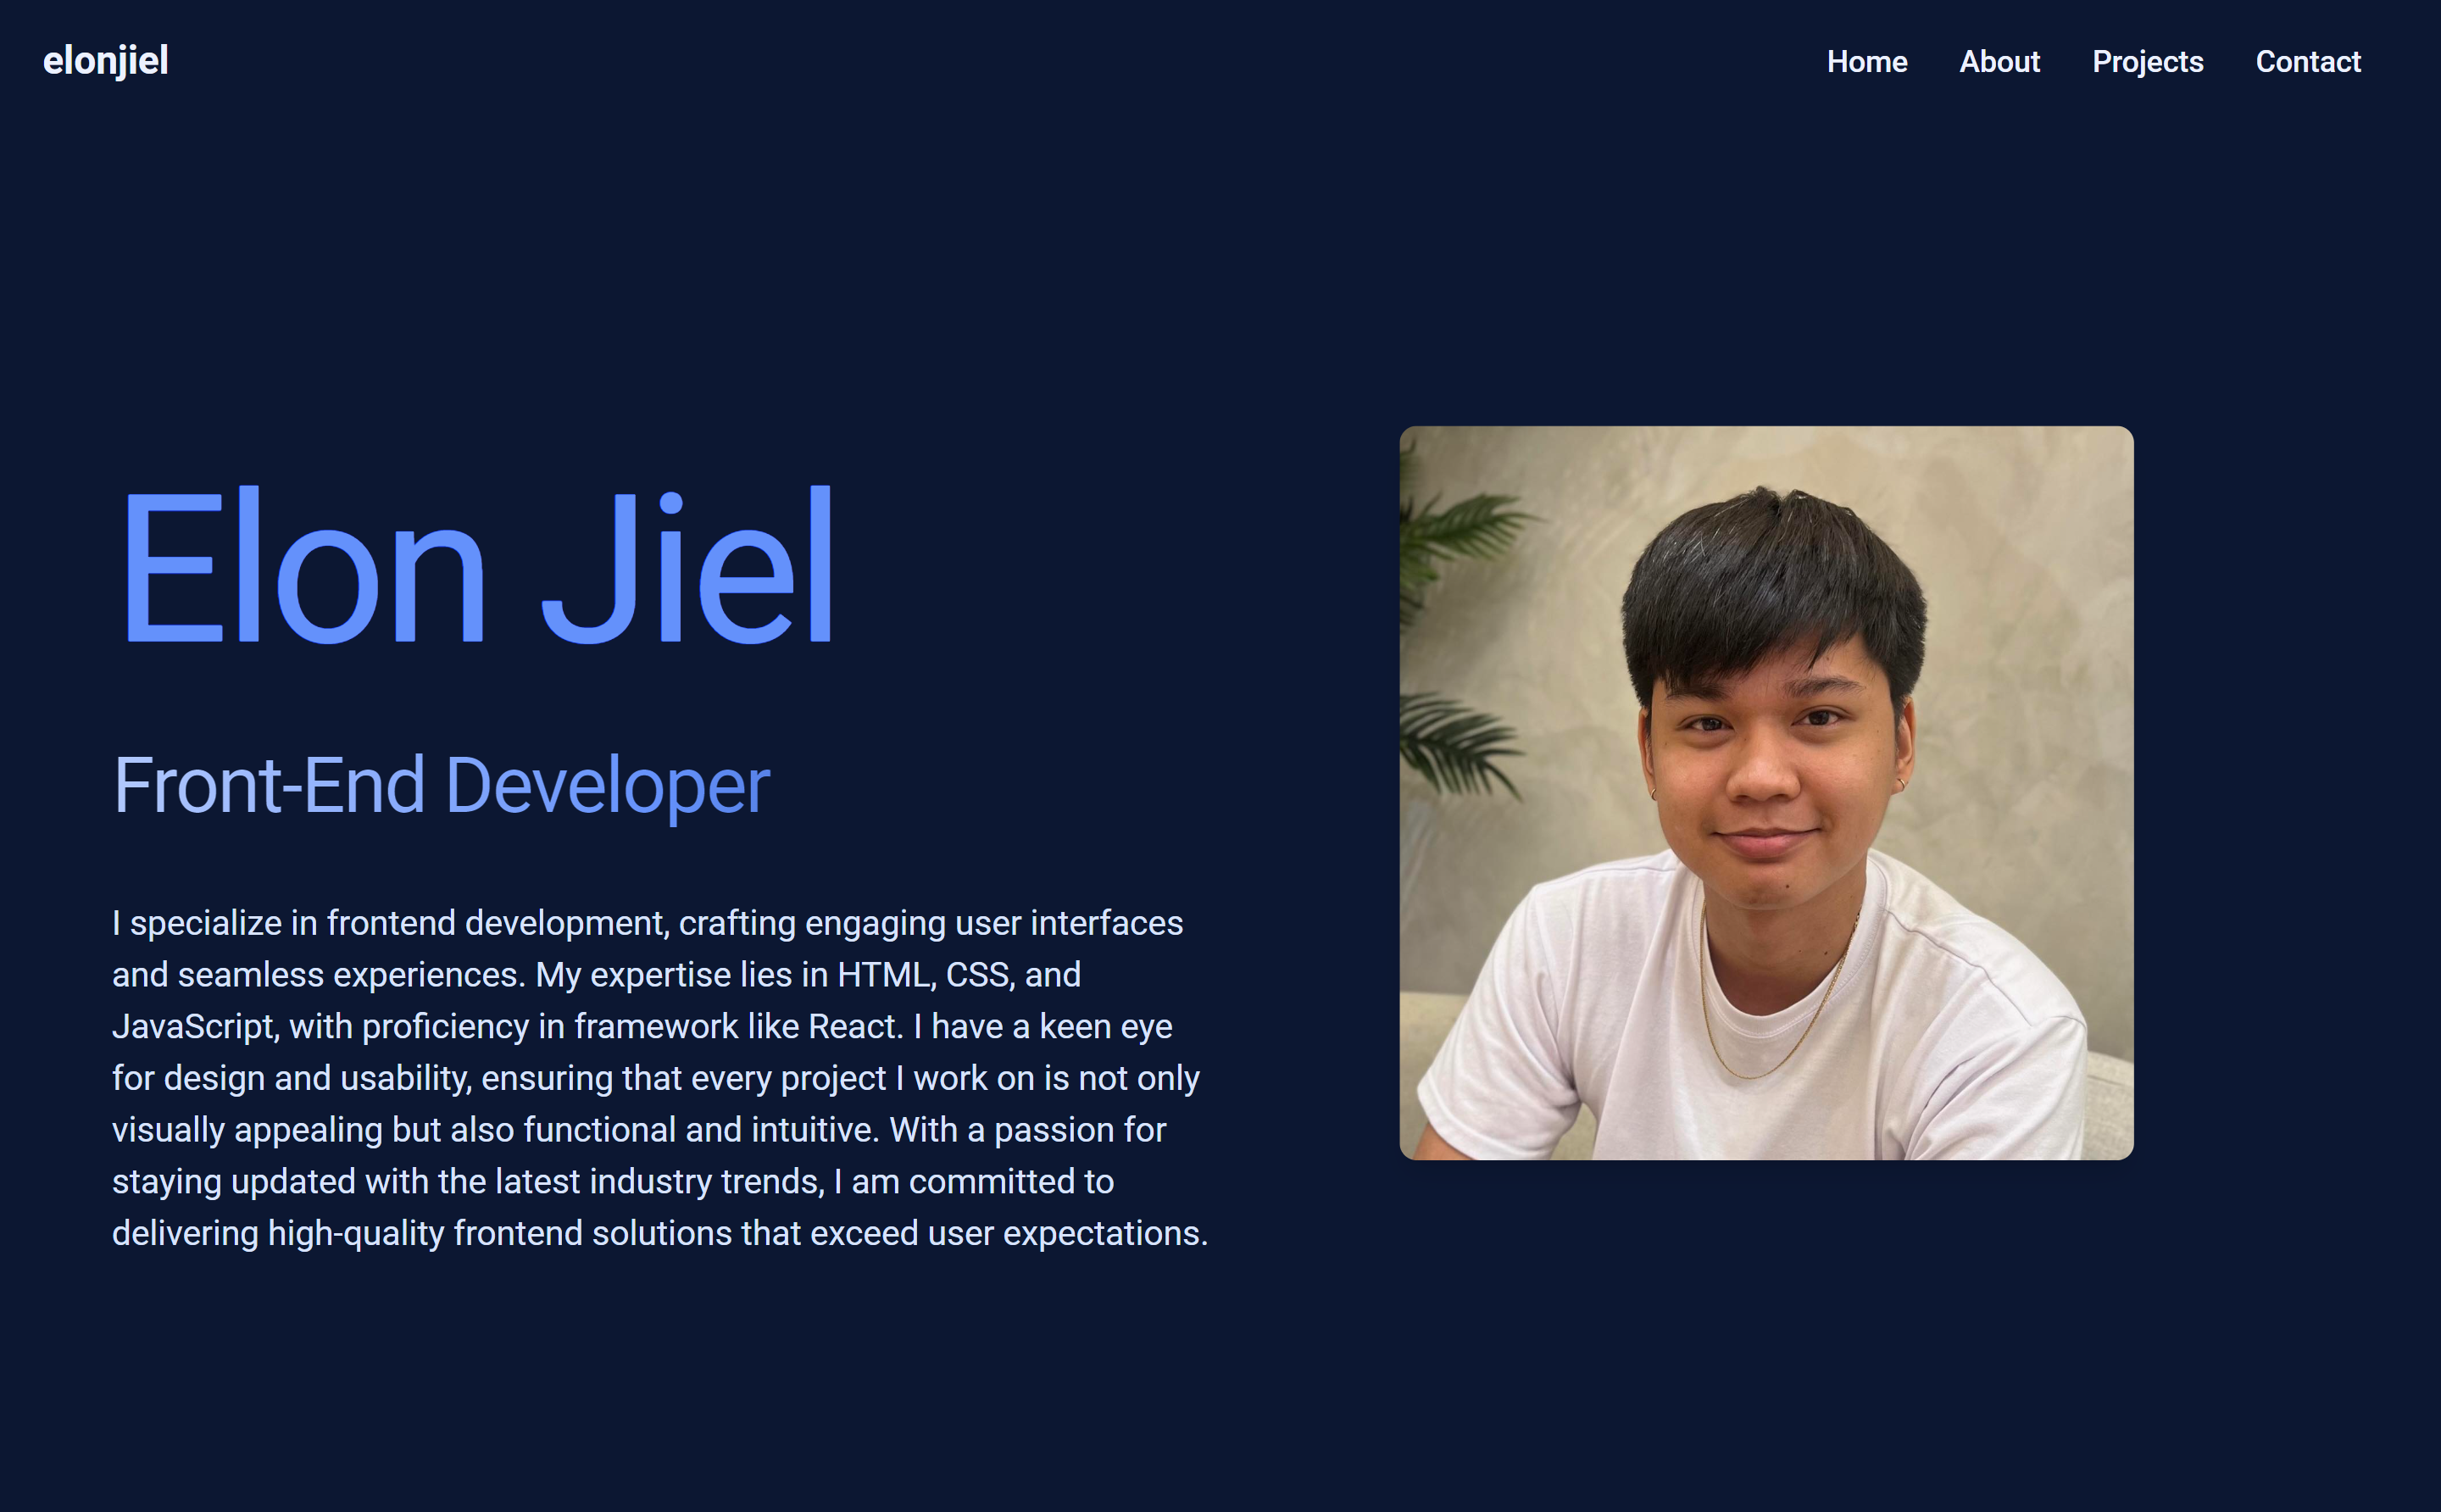 elonjiel
Home About Projects Contact
Elon Jiel
Front-End Developer
I specialize in frontend development, crafting engaging user interfaces
and seamless experiences. My expertise lies in HTML, CSS, and
JavaScript, with proficiency in framework like React. I have a keen eye
for design and usability, ensuring that every project I work on is not only
visually appealing but also functional and intuitive. With a passion for
staying updated with the latest industry trends, I am committed to
delivering high-quality frontend solutions that exceed user expectations.